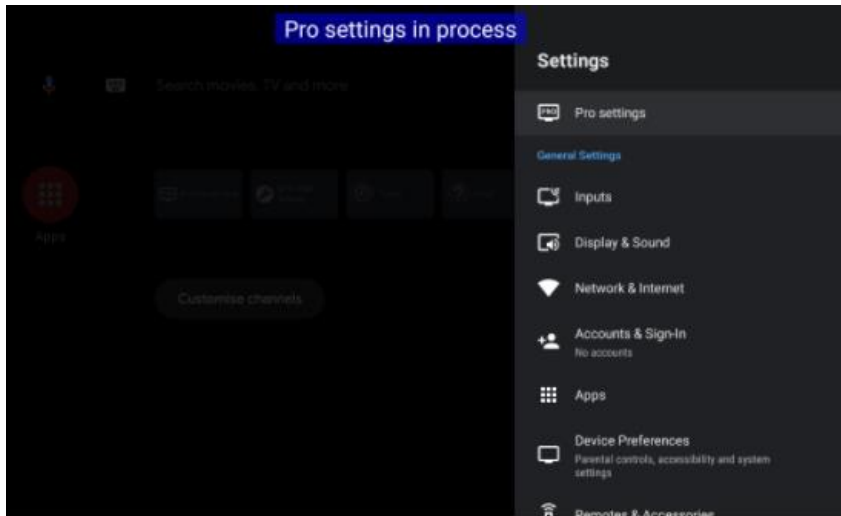 Pro settings in process
Search movies, TV and more
Apps
Customise channels
Settings
PRO
Pro settings
General Settings
Inputs
Display & Sound
Network & Internet
Accounts & Sign-In
No accounts
Apps
Device Preferences
Parental controls, accessibility and system
settings
Remotes & Accessories